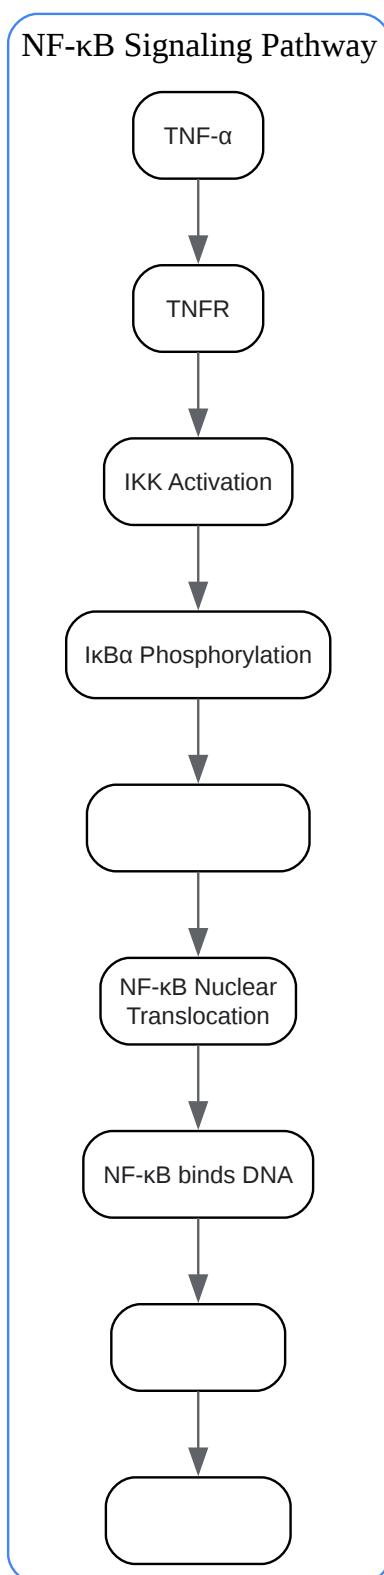 NF-κB Signaling Pathway
TNF-α
TNFR
IKK Activation
IκBα Phosphorylation
NF-κB Nuclear
Translocation
NF-κB binds DNA